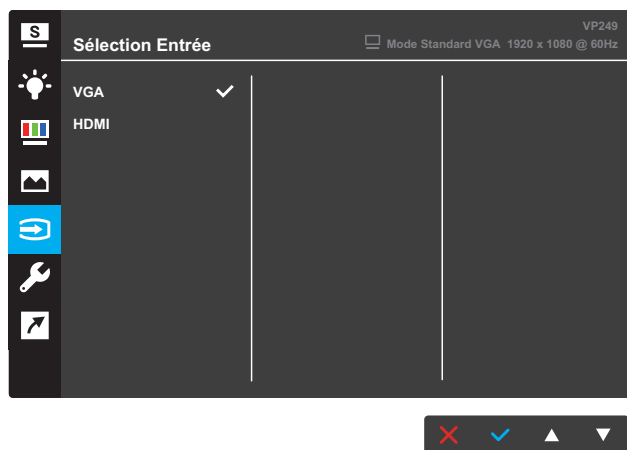 S
VP249
Sélection Entrée
Mode Standard VGA 1920 x 1080 @ 60Hz
VGA
HDMI